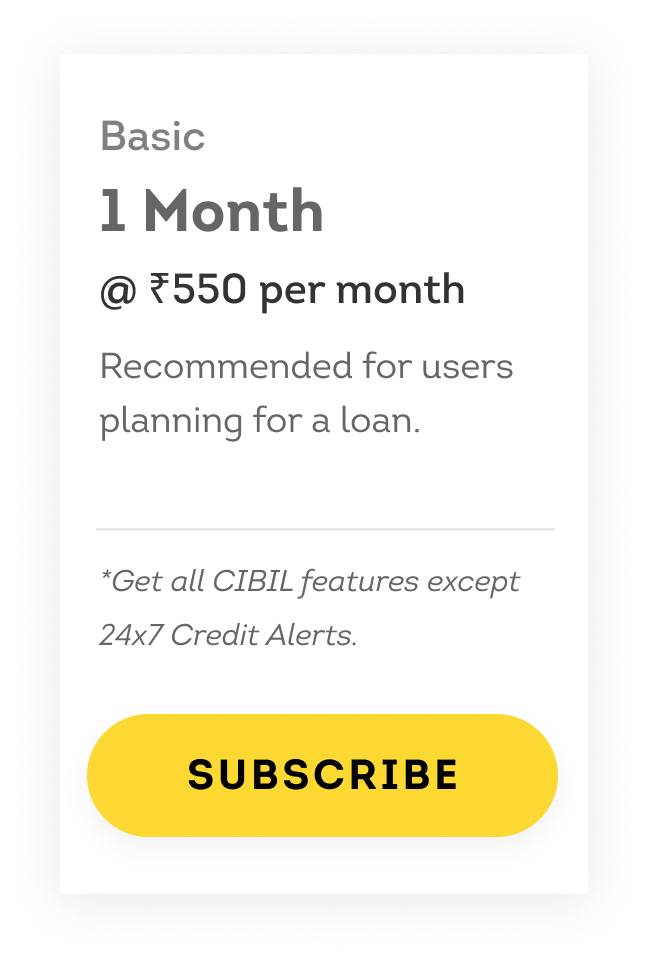 Basic
1 Month
@ ₹550 per month
Recommended for users
planning for a loan.
*Get all CIBIL features except
24x7 Credit Alerts.
SUBSCRIBE